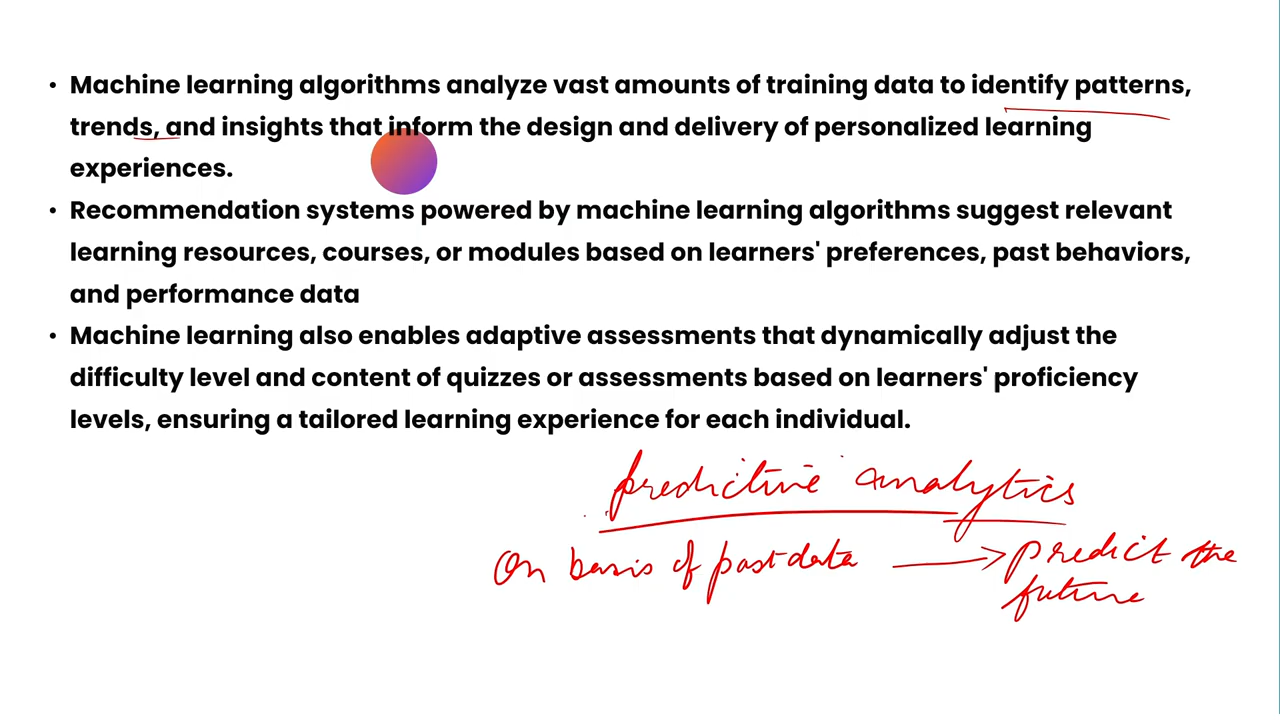 • Machine learning algorithms analyze vast amounts of training data to identify patterns,
trends, and insights that inform the design and delivery of personalized learning
experiences.
• Recommendation systems powered by machine learning algorithms suggest relevant
learning resources, courses, or modules based on learners' preferences, past behaviors,
and performance data
• Machine learning also enables adaptive assessments that dynamically adjust the
difficulty level and content of quizzes or assessments based on learners' proficiency
levels, ensuring a tailored learning experience for each individual.
predictive analytics
On basis of past data → predict the
future